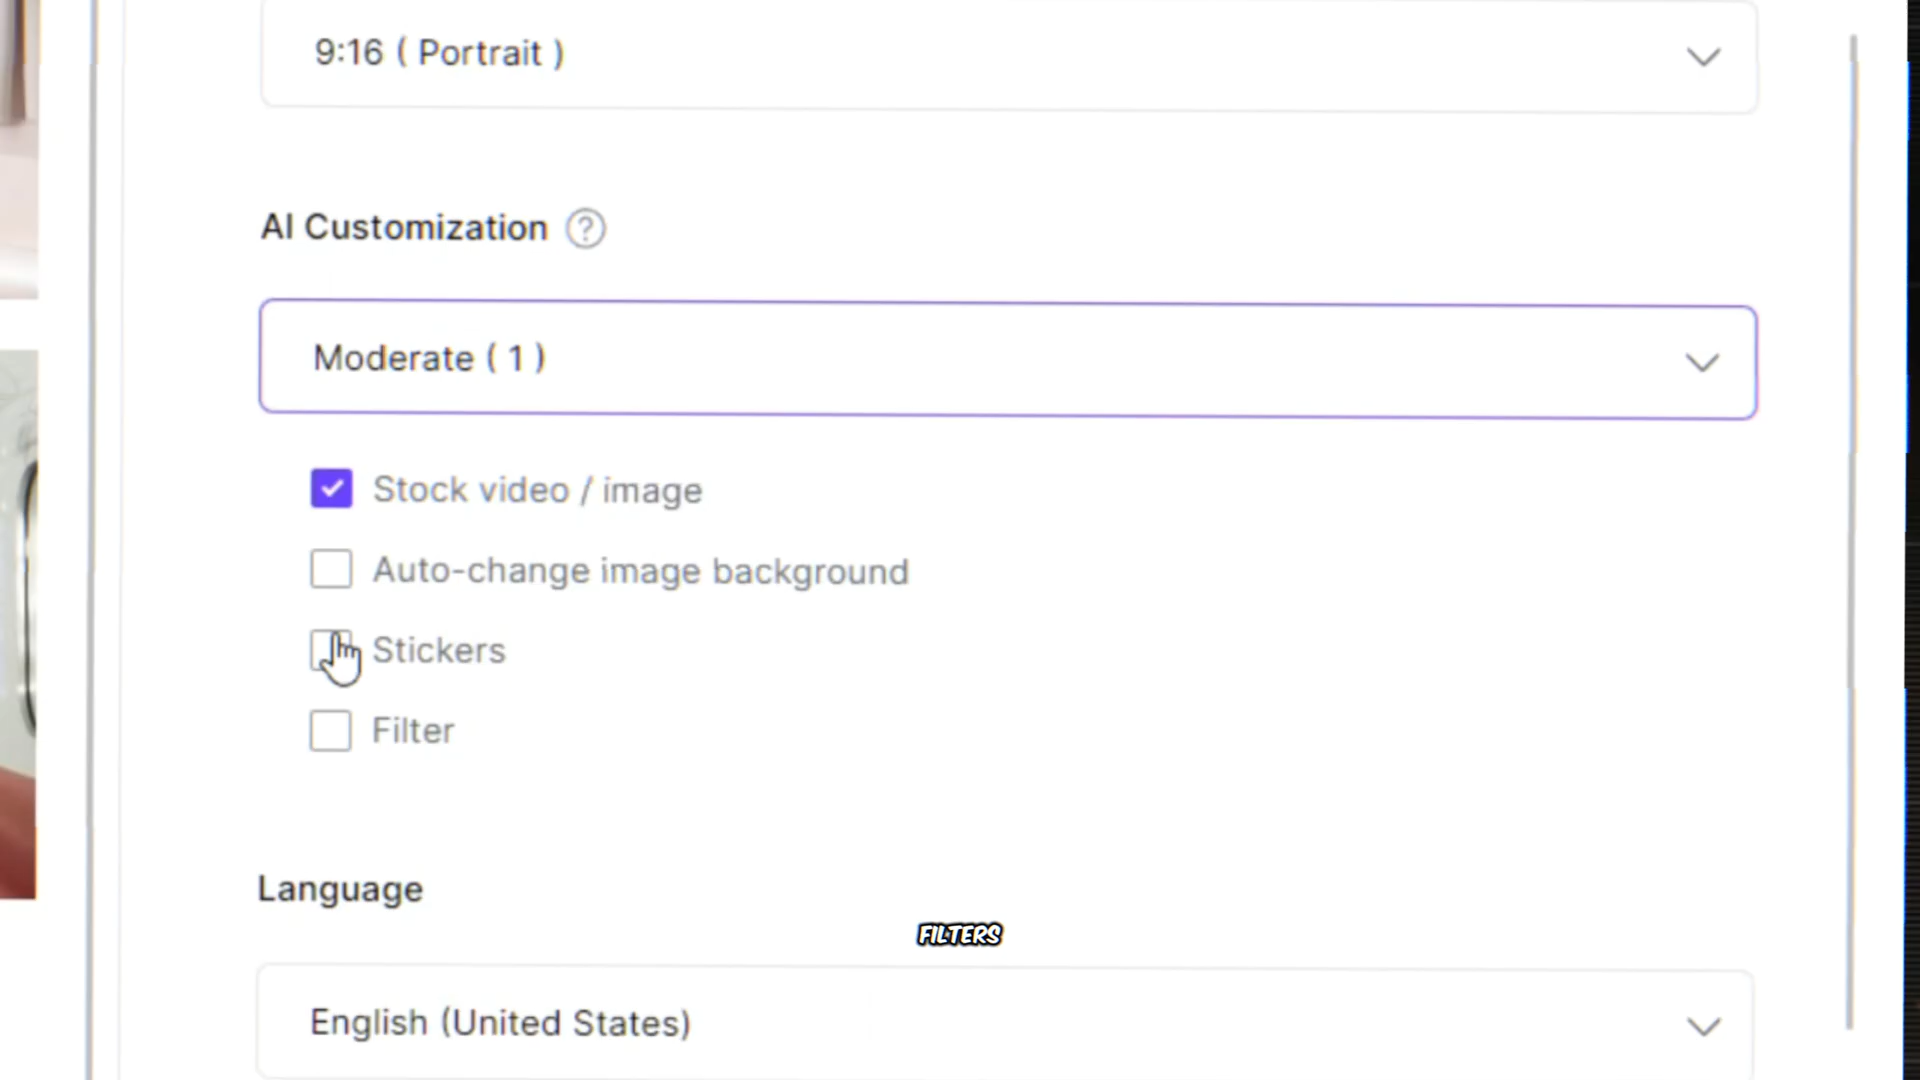 9:16 ( Portrait )
AI Customization ?
Moderate ( 1 )
Stock video / image
Auto-change image background
Stickers
Filter
Language
FILTERS
English (United States)